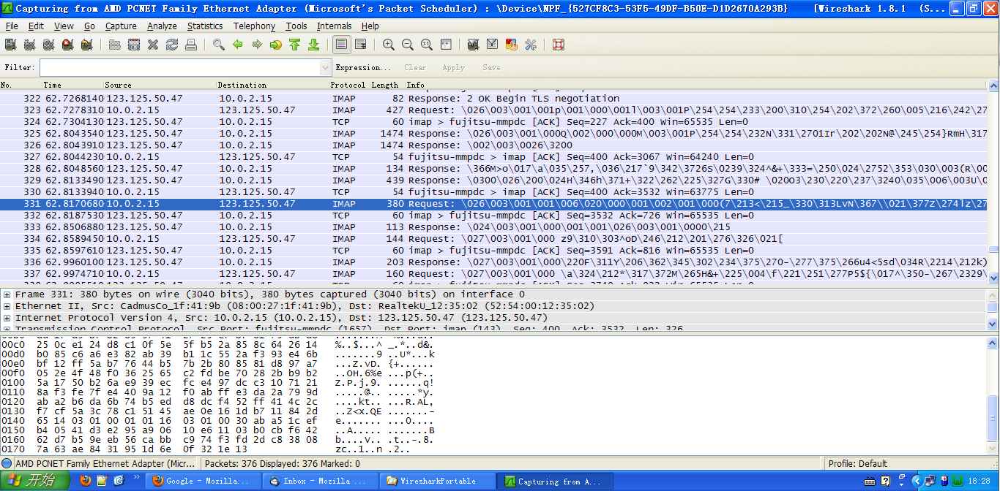 Capturing from AMD PCNET Family Ethernet Adapter (Microsoft's Packet Scheduler) : \Device\NPF_{527CF8C3-53F5-49DF-B50E-D1D2670A293B} [Wireshark 1.8.1 (S...
File Edit View Go Capture Analyze Statistics Telephony Tools Internals Help
Filter: Expression... Clear Apply Save
No. Time Source Destination Protocol Length Info
322 62.7268140 123.125.50.47 10.0.2.15 IMAP 82 Response: 2 OK Begin TLS negotiation
323 62.7278310 10.0.2.15 123.125.50.47 IMAP 427 Request: \026\003\001\001p\001\000\001l\003\001P\254\254\233\200\310\254\202\372\260\005\216\242\27
324 62.7304130 123.125.50.47 10.0.2.15 TCP 60 imap > fujitsu-mmpdc [ACK] Seq=227 Ack=400 Win=65535 Len=0
325 62.8043540 123.125.50.47 10.0.2.15 IMAP 1474 Response: \026\003\001\000Q\002\000\000M\003\001P\254\254\232N\331\2701Ir\202\202N@\245\254}RmH\317
326 62.8043910 123.125.50.47 10.0.2.15 IMAP 1474 Response: \002\003\0026\3200
327 62.8044230 10.0.2.15 123.125.50.47 TCP 54 fujitsu-mmpdc > imap [ACK] Seq=400 Ack=3067 Win=64240 Len=0
328 62.8048560 123.125.50.47 10.0.2.15 IMAP 134 Response: \366M>o\017\a\035\257,\036\217`9\342\3726S\0239\324^&+\333=\250\024\2752\353\030\003(R\00
329 62.8133490 123.125.50.47 10.0.2.15 IMAP 439 Response: \0300\026\200\024H\346h\371+\322\262\225\327G\330# \020O3\230\220\237\3240\035\006\003U\0
330 62.8133940 10.0.2.15 123.125.50.47 TCP 54 fujitsu-mmpdc > imap [ACK] Seq=400 Ack=3532 Win=63775 Len=0
331 62.8170680 10.0.2.15 123.125.50.47 IMAP 380 Request: \026\003\001\001\006\020\000\001\002\001\000(7\213<\215_\330\313LvN\367\\021\377Z\274lz\27
332 62.8187530 123.125.50.47 10.0.2.15 TCP 60 imap > fujitsu-mmpdc [ACK] Seq=3532 Ack=726 Win=65535 Len=0
333 62.8506880 123.125.50.47 10.0.2.15 IMAP 113 Response: \024\003\001\000\001\001\026\003\001\0000\215
334 62.8589450 10.0.2.15 123.125.50.47 IMAP 144 Request: \027\003\001\000 z9\310\303^oD\246\212\201\276\326\021[
335 62.8597610 123.125.50.47 10.0.2.15 TCP 60 imap > fujitsu-mmpdc [ACK] Seq=3591 Ack=816 Win=65535 Len=0
336 62.9960100 123.125.50.47 10.0.2.15 IMAP 203 Response: \027\003\001\000\220F\311Y\206\362\345\302\234\375\270-\277\375\266u4<5sd\034R\2214\212k)
337 62.9974710 10.0.2.15 123.125.50.47 IMAP 160 Request: \027\003\001\000 \a\324\212*\317\372M\265H&+\225\004\f\221\251\277P5${\017^\350-\267\2329\
Frame 331: 380 bytes on wire (3040 bits), 380 bytes captured (3040 bits) on interface 0
Ethernet II, Src: CadmusCo_1f:41:9b (08:00:27:1f:41:9b), Dst: RealtekU_12:35:02 (52:54:00:12:35:02)
Internet Protocol Version 4, Src: 10.0.2.15 (10.0.2.15), Dst: 123.125.50.47 (123.125.50.47)
Transmission Control Protocol, Src Port: fujitsu-mmpdc (1657), Dst Port: imap (143), Seq: 400, Ack: 3532, Len: 326
00c0 25 0c e1 24 d8 c1 0f 5e 5f b5 2a 85 8c 64 26 14 %..$...^ _.*..d&.
00d0 b0 85 c6 a6 e3 82 ab 39 b1 1c 55 2a f3 93 e4 6b .......9 ..U*...k
00e0 bf 12 ff 5a b7 76 44 b5 7b 2b 80 85 81 d8 97 a7 ...Z.vD. {+......
00f0 05 2e 4f 48 f0 36 25 65 c2 fd be 70 28 2b b9 b2 ..OH.6%e ...p(+..
0100 5a 17 50 b2 6a e9 39 ec fc e4 97 dc c3 10 71 21 Z.P.j.9. ......q!
0110 8a f3 fe 7f e4 40 9a 12 f0 ab ff e3 da 2a 79 9d .....@.. .....*y.
0120 ab a2 b6 da 6b 74 b5 ed d8 dc f4 52 ff 41 4c 2c ....kt.. ...R.AL,
0130 f7 cf 5a 3c 78 c1 51 45 ae 0e 16 1d b7 11 84 2d ..Z<x.QE .......-
0140 65 14 03 01 00 01 01 16 03 01 00 30 ab a5 1c ef e....... ...0....
0150 b4 05 41 d3 e2 95 a9 06 10 e6 11 03 b0 cb f6 42 ..A..... .......B
0160 62 d7 b5 9e eb 56 ca bb c9 74 f3 fd 2d c8 38 08 b....V.. .t..-.8.
0170 7a 63 ae 84 31 95 1d 6e 0f 32 1e 13 zc..1..n .2..
AMD PCNET Family Ethernet Adapter (Micr... Packets: 376 Displayed: 376 Marked: 0 Profile: Default
开始 Google - Mozilla... Inbox - Mozilla ... WiresharkPortable Capturing from A... 18:28